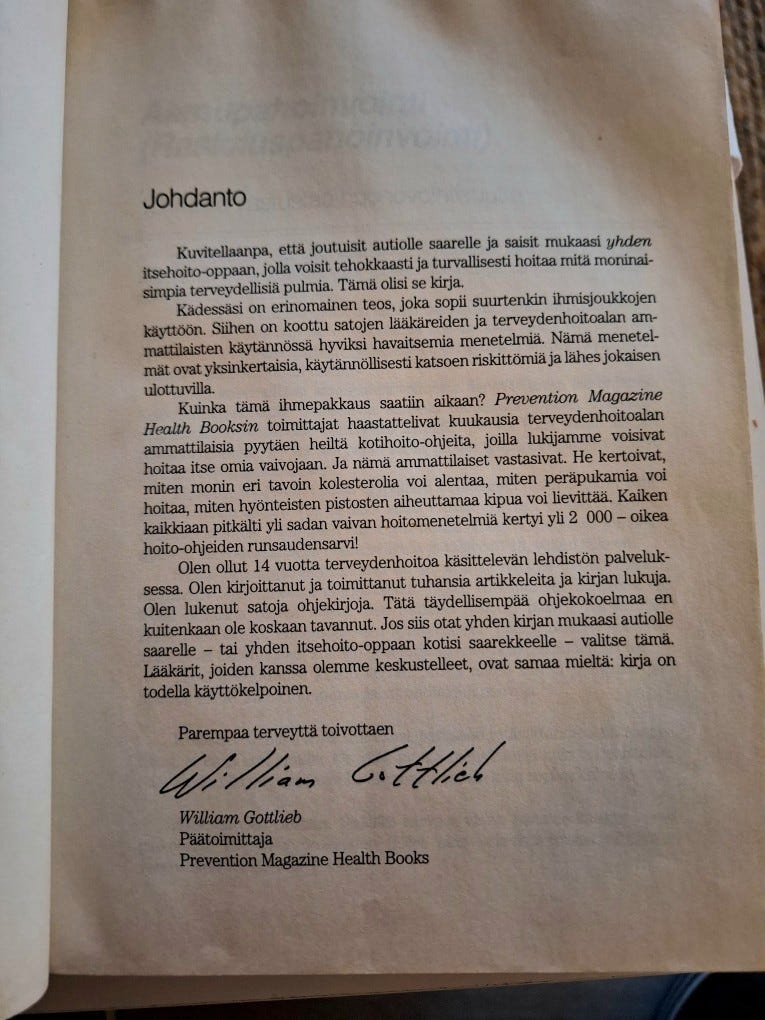 Johdanto
Kuvitellaanpa, että joutuisit autiolle saarelle ja saisit mukaasi yhden
itsehoito-oppaan, jolla voisit tehokkaasti ja turvallisesti hoitaa mitä moninai-
simpia terveydellisiä pulmia. Tämä olisi se kirja.
Kädessäsi on erinomainen teos, joka sopii suurtenkin ihmisjoukkojen
käyttöön. Siihen on koottu satojen lääkäreiden ja terveydenhoitoalan am-
mattilaisten käytännössä hyviksi havaitsemia menetelmiä. Nämä menetel-
mät ovat yksinkertaisia, käytännöllisesti katsoen riskittömiä ja lähes jokaisen
ulottuvilla.
Kuinka tämä ihmepakkaus saatiin aikaan? Prevention Magazine
Health Booksin toimittajat haastattelivat kuukausia terveydenhoitoalan
ammattilaisia pyytäen heiltä kotihoito-ohjeita, joilla lukijamme voisivat
hoitaa itse omia vaivojaan. Ja nämä ammattilaiset vastasivat. He kertoivat,
miten monin eri tavoin kolesterolia voi alentaa, miten peräpukamia voi
hoitaa, miten hyönteisten pistosten aiheuttamaa kipua voi lievittää. Kaiken
kaikkiaan pitkälti yli sadan vaivan hoitomenetelmiä kertyi yli 2 000 – oikea
hoito-ohjeiden runsaudensarvi!
Olen ollut 14 vuotta terveydenhoitoa käsittelevän lehdistön palveluk-
sessa. Olen kirjoittanut ja toimittanut tuhansia artikkeleita ja kirjan lukuja.
Olen lukenut satoja ohjekirjoja. Tätä täydellisempää ohjekokoelmaa en
kuitenkaan ole koskaan tavannut. Jos siis otat yhden kirjan mukaasi autiolle
saarelle – tai yhden itsehoito-oppaan kotisi saarekkeelle – valitse tämä.
Lääkärit, joiden kanssa olemme keskustelleet, ovat samaa mieltä: kirja on
todella käyttökelpoinen.
Parempaa terveyttä toivottaen
William Gottlieb
William Gottlieb
Päätoimittaja
Prevention Magazine Health Books